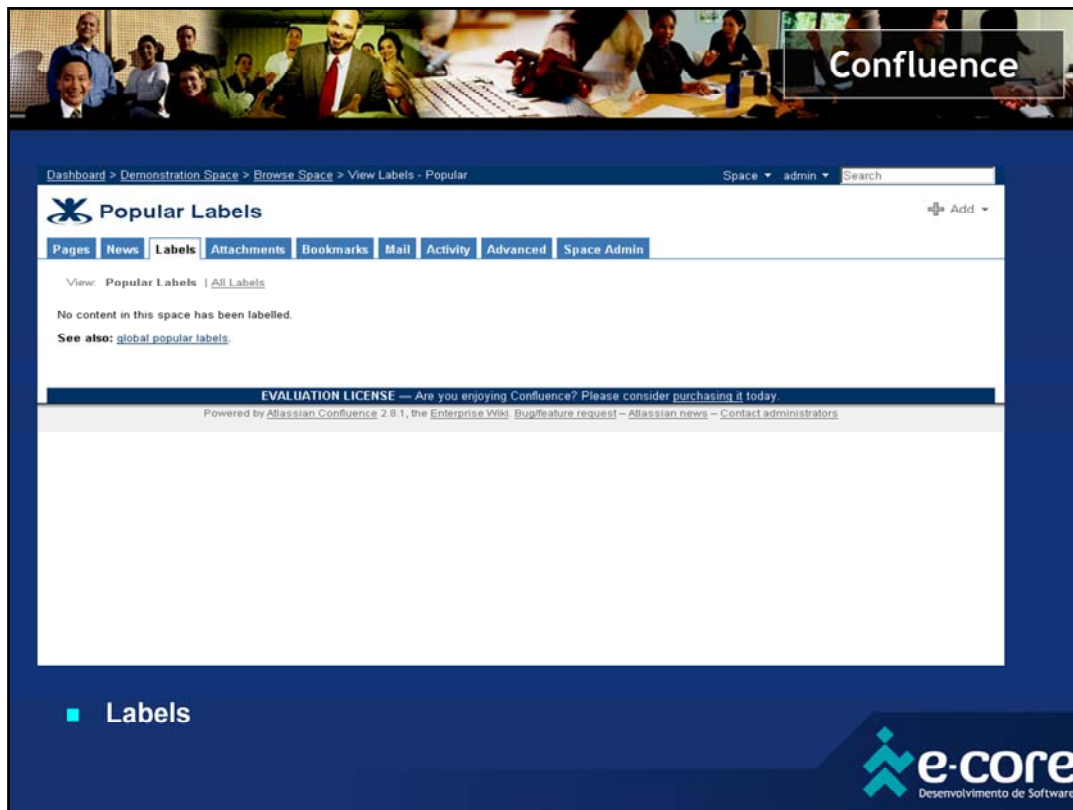 Confluence
Dashboard > Demonstration Space > Browse Space > View Labels - Popular Space admin Search
Popular Labels Add
Pages News Labels Attachments Bookmarks Mail Activity Advanced Space Admin
View: Popular Labels | All Labels
No content in this space has been labelled.
See also: global popular labels.
EVALUATION LICENSE — Are you enjoying Confluence? Please consider purchasing it today.
Powered by Atlassian Confluence 2.8.1, the Enterprise Wiki. Bug/feature request – Atlassian news – Contact administrators
Labels
e-core
Desenvolvimento de Software